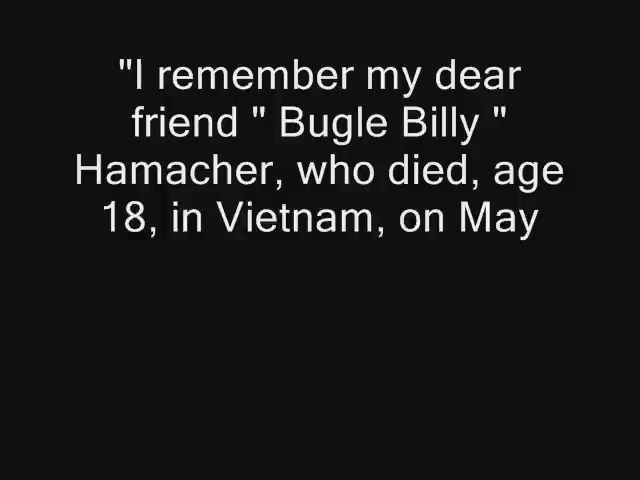 "I remember my dear
friend " Bugle Billy "
Hamacher, who died, age
18, in Vietnam, on May